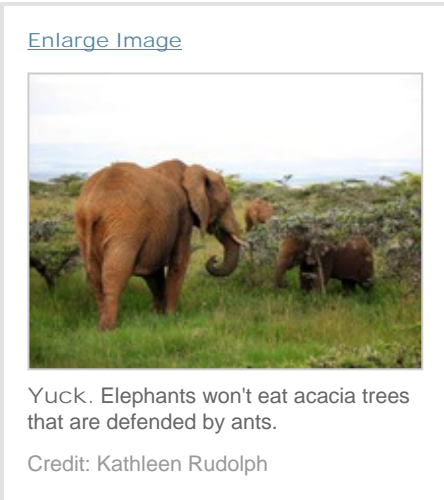 Enlarge Image
Yuck. Elephants won't eat acacia trees
that are defended by ants.
Credit: Kathleen Rudolph